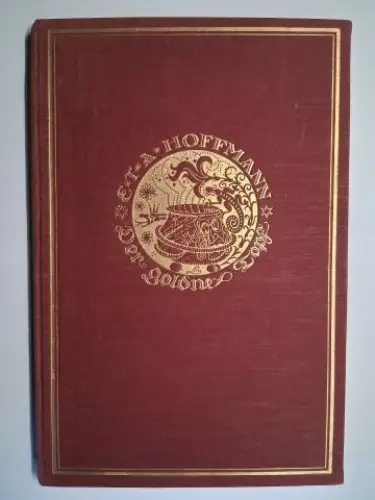 E · T · A · HOFFMANN
Der goldne Topf